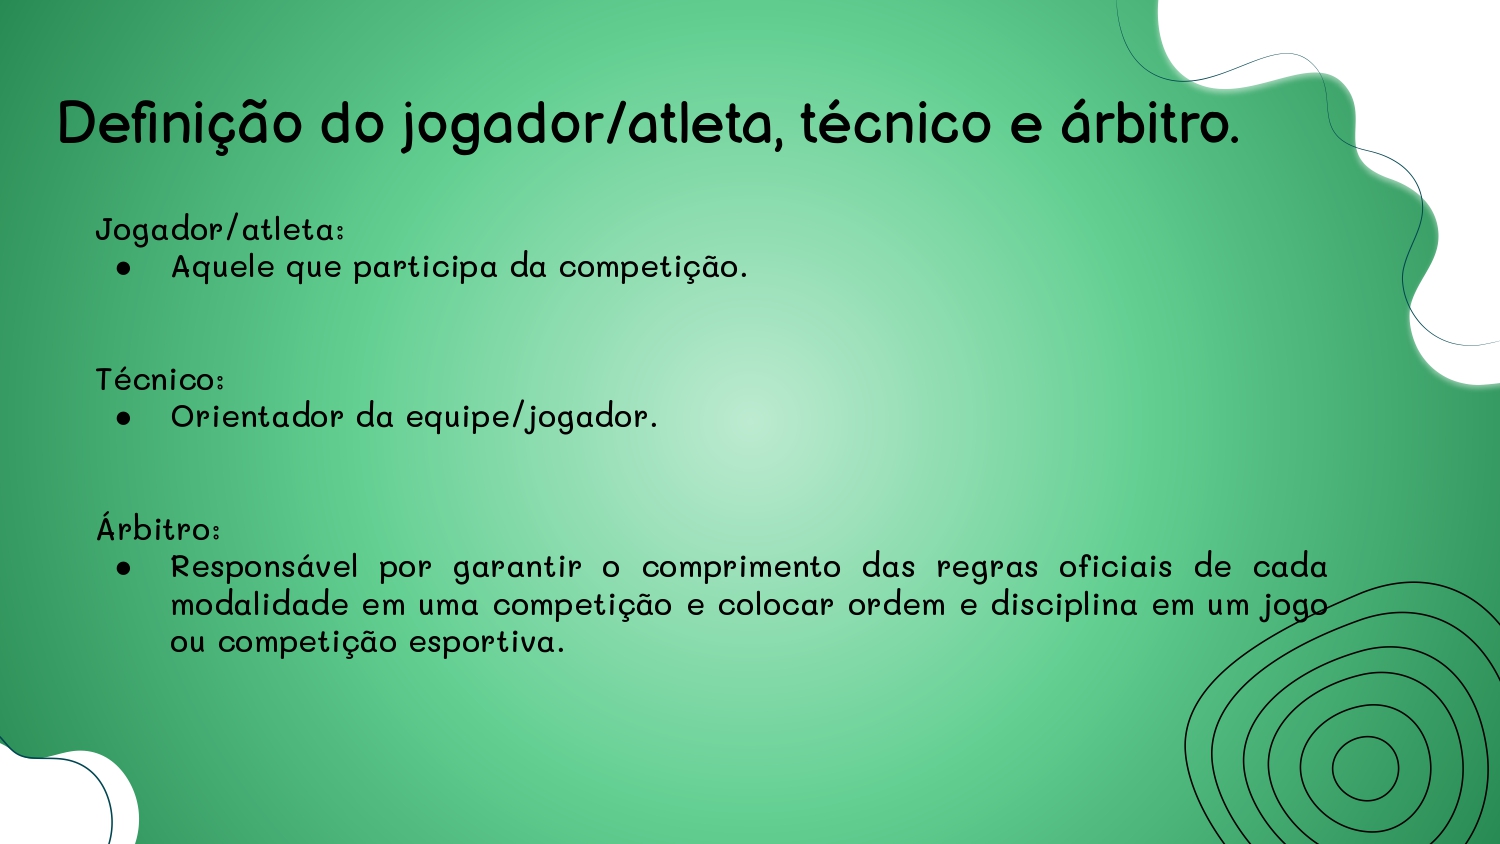 Definição do jogador/atleta, técnico e árbitro.
Jogador/atleta:
● Aquele que participa da competição.
Técnico:
● Orientador da equipe/jogador.
Árbitro:
● Responsável por garantir o comprimento das regras oficiais de cada
modalidade em uma competição e colocar ordem e disciplina em um jogo
ou competição esportiva.